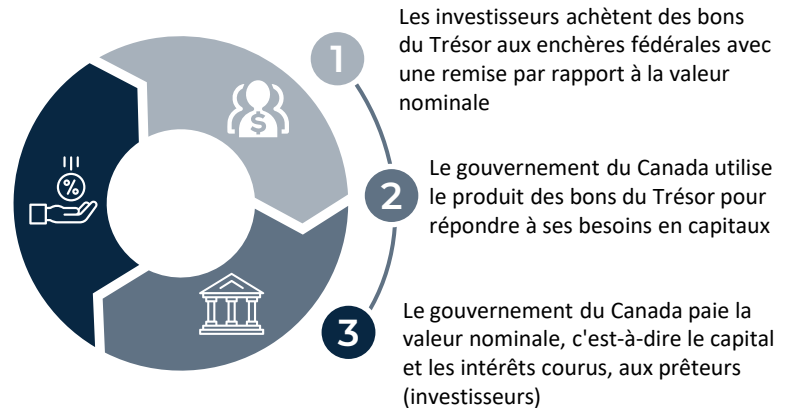 1
Les investisseurs achètent des bons
du Trésor aux enchères fédérales avec
une remise par rapport à la valeur
nominale
$
%
2
Le gouvernement du Canada utilise
le produit des bons du Trésor pour
répondre à ses besoins en capitaux
3
Le gouvernement du Canada paie la
valeur nominale, c'est-à-dire le capital
et les intérêts courus, aux prêteurs
(investisseurs)